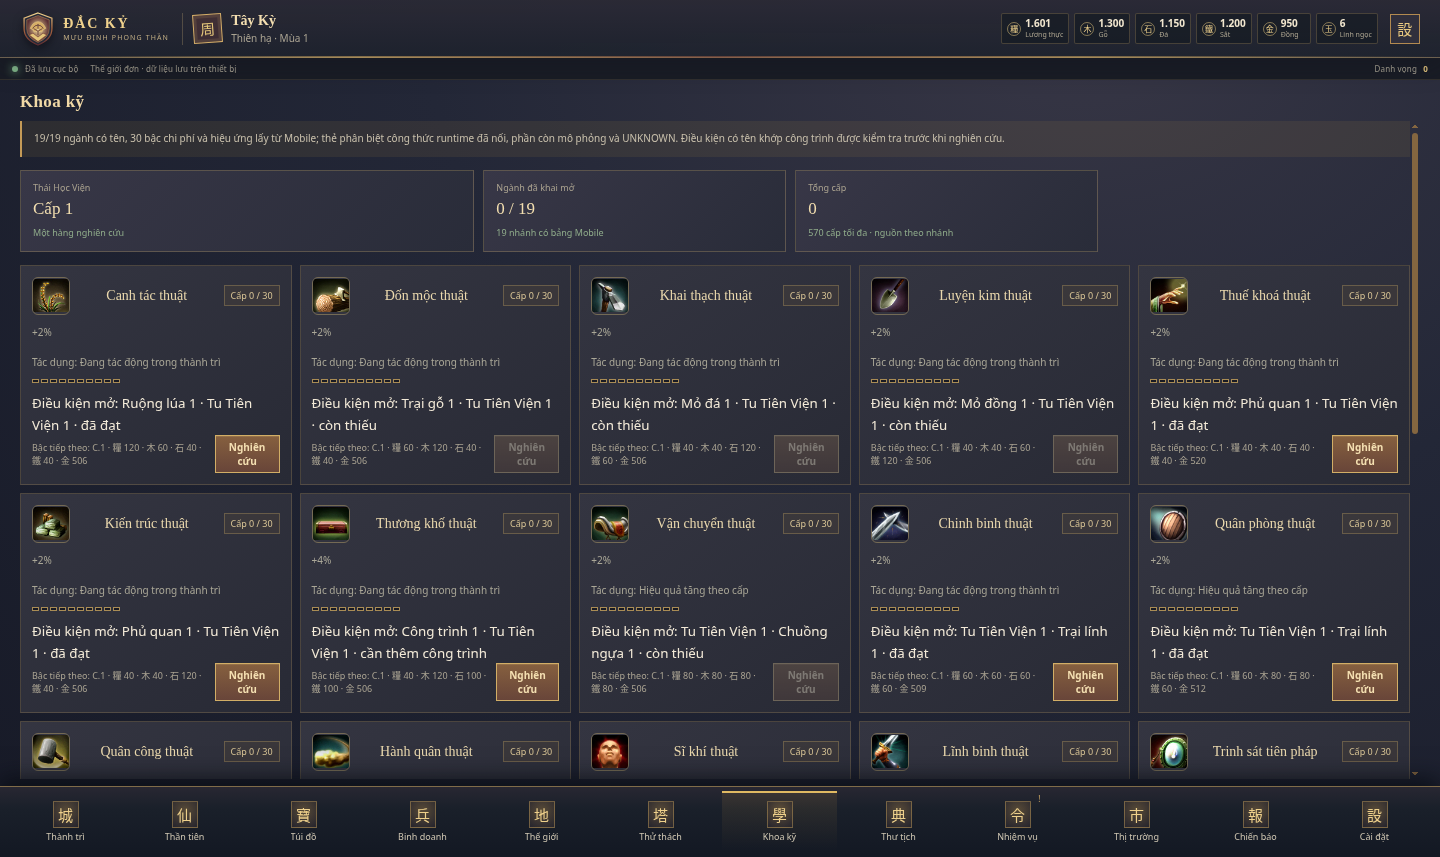 ĐẮC KỶ
MƯU ĐỊNH PHONG THẦN
周
Tây Kỳ
Thiên hạ · Mùa 1
糧 1.601 Lương thực
木 1.300 Gỗ
石 1.150 Đá
鐵 1.200 Sắt
金 950 Đồng
玉 6 Linh ngọc
設
Đã lưu cục bộ Thế giới đơn · dữ liệu lưu trên thiết bị
Danh vọng 0
Khoa kỹ
19/19 ngành có tên, 30 bậc chi phí và hiệu ứng lấy từ Mobile; thẻ phân biệt công thức runtime đã nối, phần còn mô phỏng và UNKNOWN. Điều kiện có tên khớp công trình được kiểm tra trước khi nghiên cứu.
Thái Học Viện
Cấp 1
Một hàng nghiên cứu
Ngành đã khai mở
0 / 19
19 nhánh có bảng Mobile
Tổng cấp
0
570 cấp tối đa · nguồn theo nhánh
Canh tác thuật
Cấp 0 / 30
+2%
Tác dụng: Đang tác động trong thành trì
Điều kiện mở: Ruộng lúa 1 · Tu Tiên
Viện 1 · đã đạt
Bậc tiếp theo: C.1 · 糧 120 · 木 60 · 石 40 ·
鐵 40 · 金 506
Nghiên
cứu
Đốn mộc thuật
Cấp 0 / 30
+2%
Tác dụng: Đang tác động trong thành trì
Điều kiện mở: Trại gỗ 1 · Tu Tiên Viện 1
· còn thiếu
Bậc tiếp theo: C.1 · 糧 60 · 木 120 · 石 40 ·
鐵 40 · 金 506
Nghiên
cứu
Khai thạch thuật
Cấp 0 / 30
+2%
Tác dụng: Đang tác động trong thành trì
Điều kiện mở: Mỏ đá 1 · Tu Tiên Viện 1 ·
còn thiếu
Bậc tiếp theo: C.1 · 糧 40 · 木 40 · 石 120 ·
鐵 60 · 金 506
Nghiên
cứu
Luyện kim thuật
Cấp 0 / 30
+2%
Tác dụng: Đang tác động trong thành trì
Điều kiện mở: Mỏ đồng 1 · Tu Tiên Viện
1 · còn thiếu
Bậc tiếp theo: C.1 · 糧 40 · 木 40 · 石 60 ·
鐵 120 · 金 506
Nghiên
cứu
Thuế khoá thuật
Cấp 0 / 30
+2%
Tác dụng: Đang tác động trong thành trì
Điều kiện mở: Phủ quan 1 · Tu Tiên Viện
1 · đã đạt
Bậc tiếp theo: C.1 · 糧 40 · 木 40 · 石 40 ·
鐵 40 · 金 520
Nghiên
cứu
Kiến trúc thuật
Cấp 0 / 30
+2%
Tác dụng: Đang tác động trong thành trì
Điều kiện mở: Phủ quan 1 · Tu Tiên Viện
1 · đã đạt
Bậc tiếp theo: C.1 · 糧 40 · 木 40 · 石 120 ·
鐵 40 · 金 506
Nghiên
cứu
Thương khố thuật
Cấp 0 / 30
+4%
Tác dụng: Đang tác động trong thành trì
Điều kiện mở: Công trình 1 · Tu Tiên
Viện 1 · cần thêm công trình
Bậc tiếp theo: C.1 · 糧 40 · 木 120 · 石 100 ·
鐵 100 · 金 506
Nghiên
cứu
Vận chuyển thuật
Cấp 0 / 30
+2%
Tác dụng: Hiệu quả tăng theo cấp
Điều kiện mở: Tu Tiên Viện 1 · Chuồng
ngựa 1 · còn thiếu
Bậc tiếp theo: C.1 · 糧 80 · 木 80 · 石 80 ·
鐵 80 · 金 506
Nghiên
cứu
Chinh binh thuật
Cấp 0 / 30
+2%
Tác dụng: Đang tác động trong thành trì
Điều kiện mở: Tu Tiên Viện 1 · Trại lính
1 · đã đạt
Bậc tiếp theo: C.1 · 糧 60 · 木 60 · 石 60 ·
鐵 60 · 金 509
Nghiên
cứu
Quân phòng thuật
Cấp 0 / 30
+2%
Tác dụng: Hiệu quả tăng theo cấp
Điều kiện mở: Tu Tiên Viện 1 · Trại lính
1 · đã đạt
Bậc tiếp theo: C.1 · 糧 60 · 木 80 · 石 80 ·
鐵 60 · 金 512
Nghiên
cứu
Quân công thuật
Cấp 0 / 30
Hành quân thuật
Cấp 0 / 30
Sĩ khí thuật
Cấp 0 / 30
Lĩnh binh thuật
Cấp 0 / 30
Trinh sát tiên pháp
Cấp 0 / 30
城 Thành trì
仙 Thần tiên
寶 Túi đồ
兵 Binh doanh
地 Thế giới
塔 Thử thách
學 Khoa kỹ
典 Thư tịch
令 ! Nhiệm vụ
市 Thị trường
報 Chiến báo
設 Cài đặt